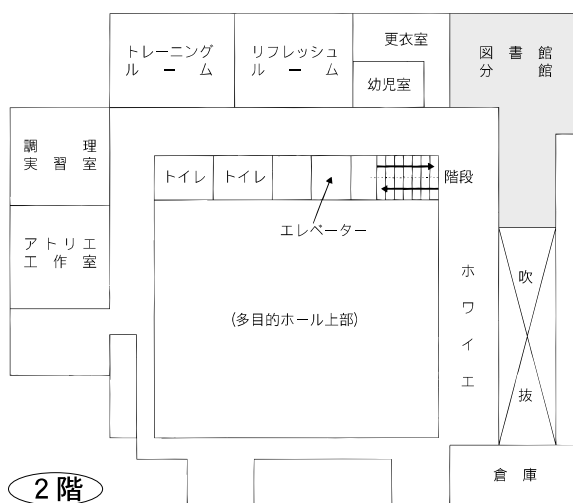 トレーニング
ルーム
リフレッシュ
ルーム
更衣室
幼児室
図書館
分館
調理
実習室
トイレ
トイレ
階段
エレベーター
アトリエ
工作室
(多目的ホール上部)
ホワイエ
吹
抜
倉庫
2階